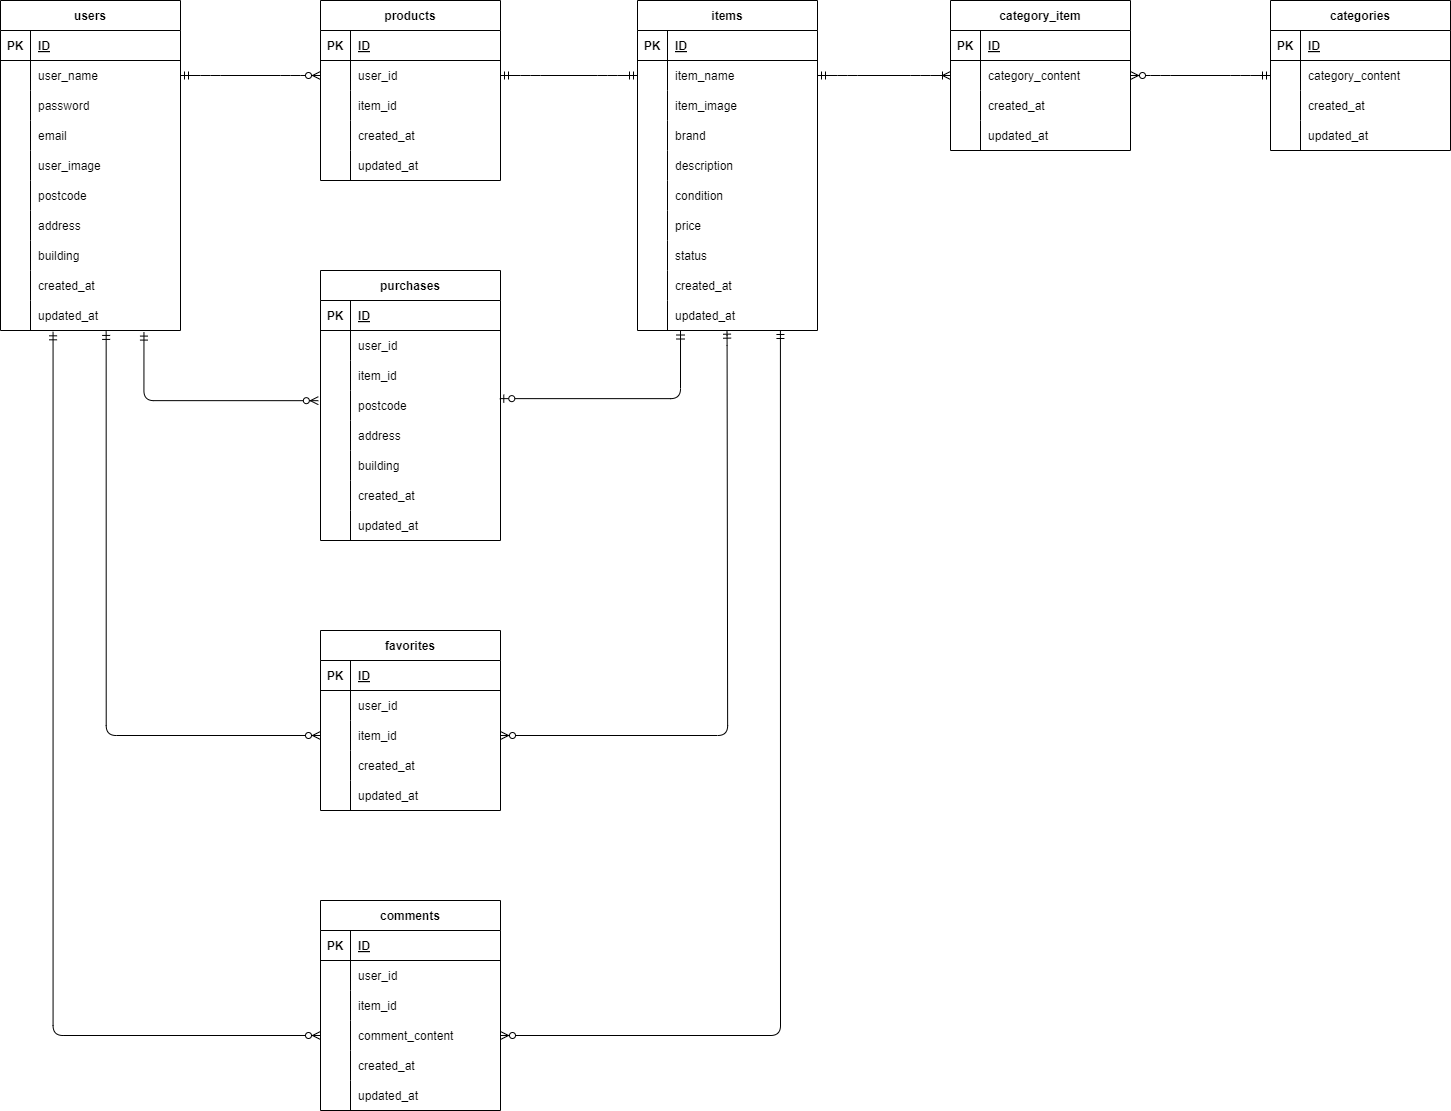 users
PK ID
user_name
password
email
user_image
postcode
address
building
created_at
updated_at
products
PK ID
user_id
item_id
created_at
updated_at
items
PK ID
item_name
item_image
brand
description
condition
price
status
created_at
updated_at
category_item
PK ID
category_content
created_at
updated_at
categories
PK ID
category_content
created_at
updated_at
purchases
PK ID
user_id
item_id
postcode
address
building
created_at
updated_at
favorites
PK ID
user_id
item_id
created_at
updated_at
comments
PK ID
user_id
item_id
comment_content
created_at
updated_at